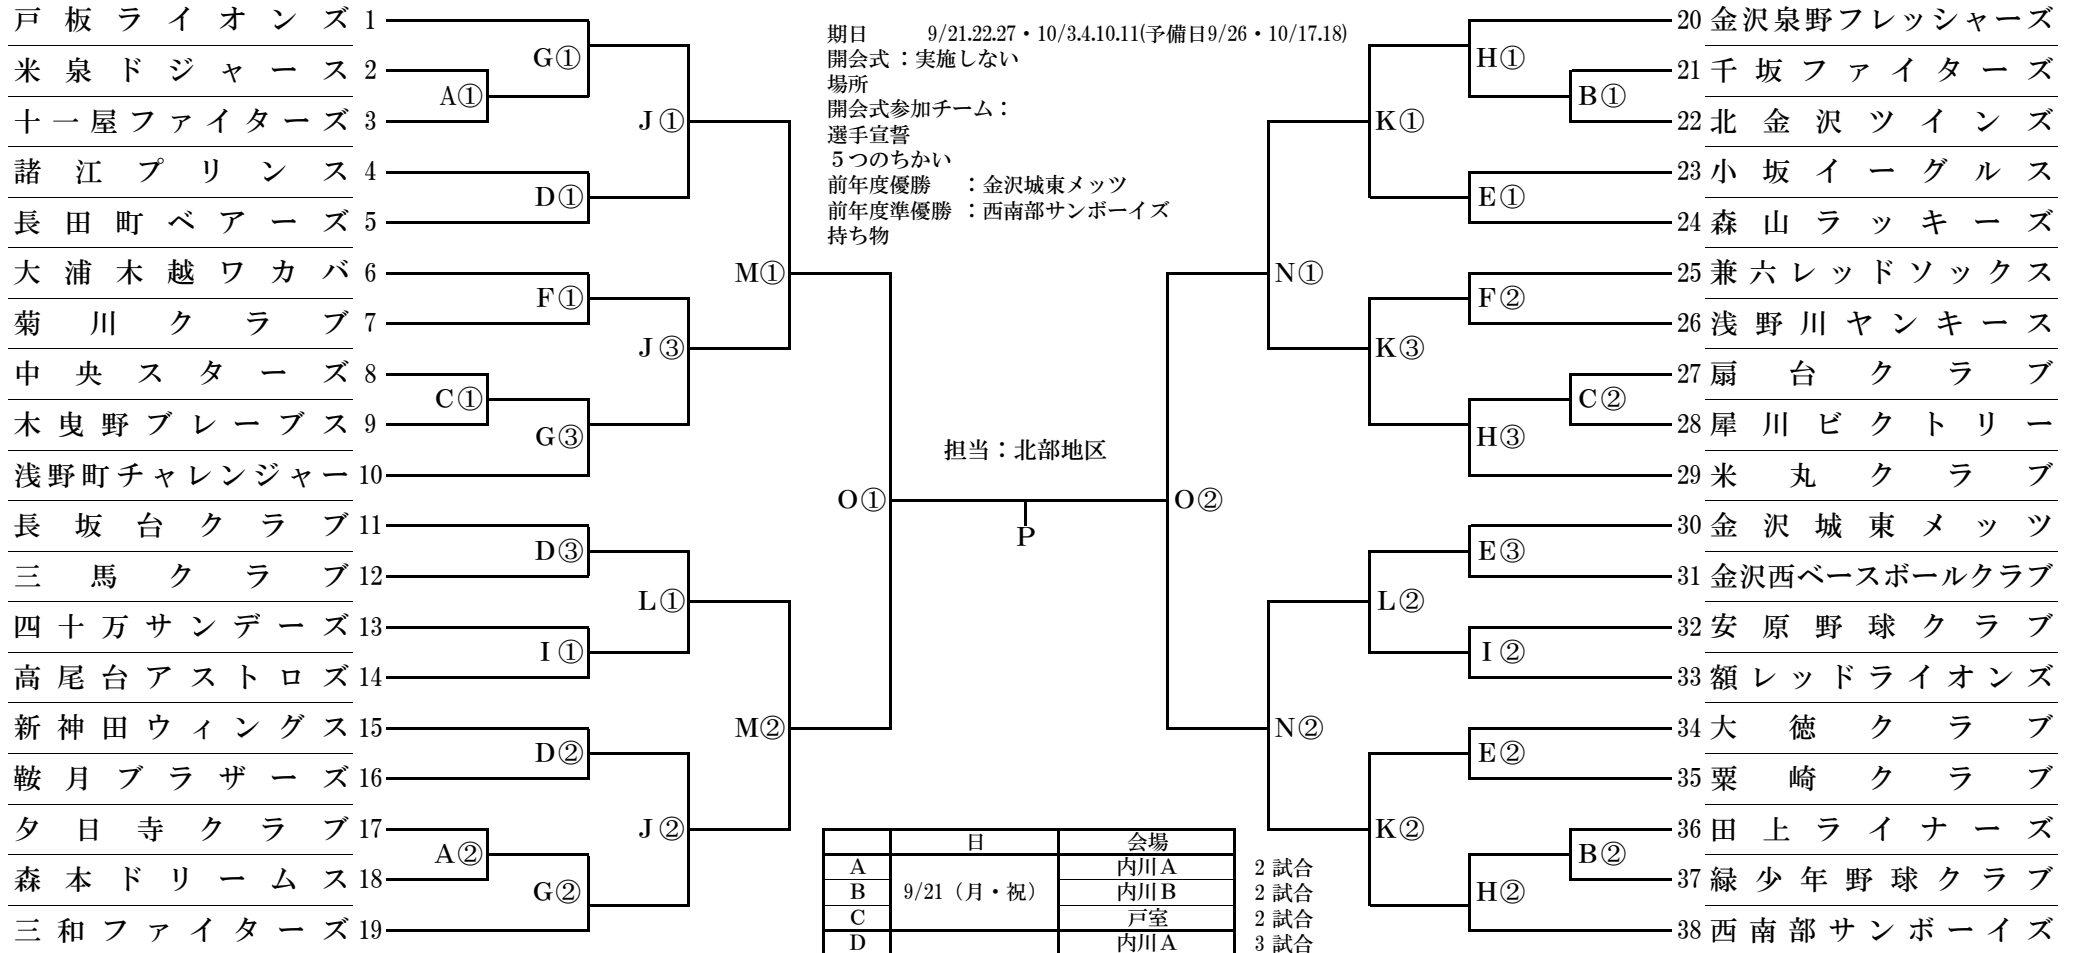 戸板ライオンズ 1
米泉ドジャース 2
十一屋ファイターズ 3
諸江プリンス 4
長田町ベアーズ 5
大浦木越ワカバ 6
菊川クラブ 7
中央スターズ 8
木曳野ブレーブス 9
浅野町チャレンジャー 10
長坂台クラブ 11
三馬クラブ 12
四十万サンデーズ 13
高尾台アストロズ 14
新神田ウィングス 15
鞍月ブラザーズ 16
夕日寺クラブ 17
森本ドリームス 18
三和ファイターズ 19
G①
A①
J①
D①
M①
F①
J③
C①
G③
O①
D③
L①
I①
M②
D②
J②
A②
G②
期日 9/21.22.27・10/3.4.10.11(予備日9/26・10/17.18)
開会式：実施しない
場所
開会式参加チーム：
選手宣誓
５つのちかい
前年度優勝 ：金沢城東メッツ
前年度準優勝 ：西南部サンボーイズ
持ち物
担当：北部地区
P
日 会場
A 内川A 2 試合
B 9/21（月・祝） 内川B 2 試合
C 戸室 2 試合
D 内川A 3 試合
H①
B①
K①
E①
N①
F②
K③
C②
H③
O②
E③
L②
I②
N②
E②
K②
B②
H②
20 金沢泉野フレッシャーズ
21 千坂ファイターズ
22 北金沢ツインズ
23 小坂イーグルス
24 森山ラッキーズ
25 兼六レッドソックス
26 浅野川ヤンキース
27 扇台クラブ
28 犀川ビクトリー
29 米丸クラブ
30 金沢城東メッツ
31 金沢西ベースボールクラブ
32 安原野球クラブ
33 額レッドライオンズ
34 大徳クラブ
35 粟崎クラブ
36 田上ライナーズ
37 緑少年野球クラブ
38 西南部サンボーイズ